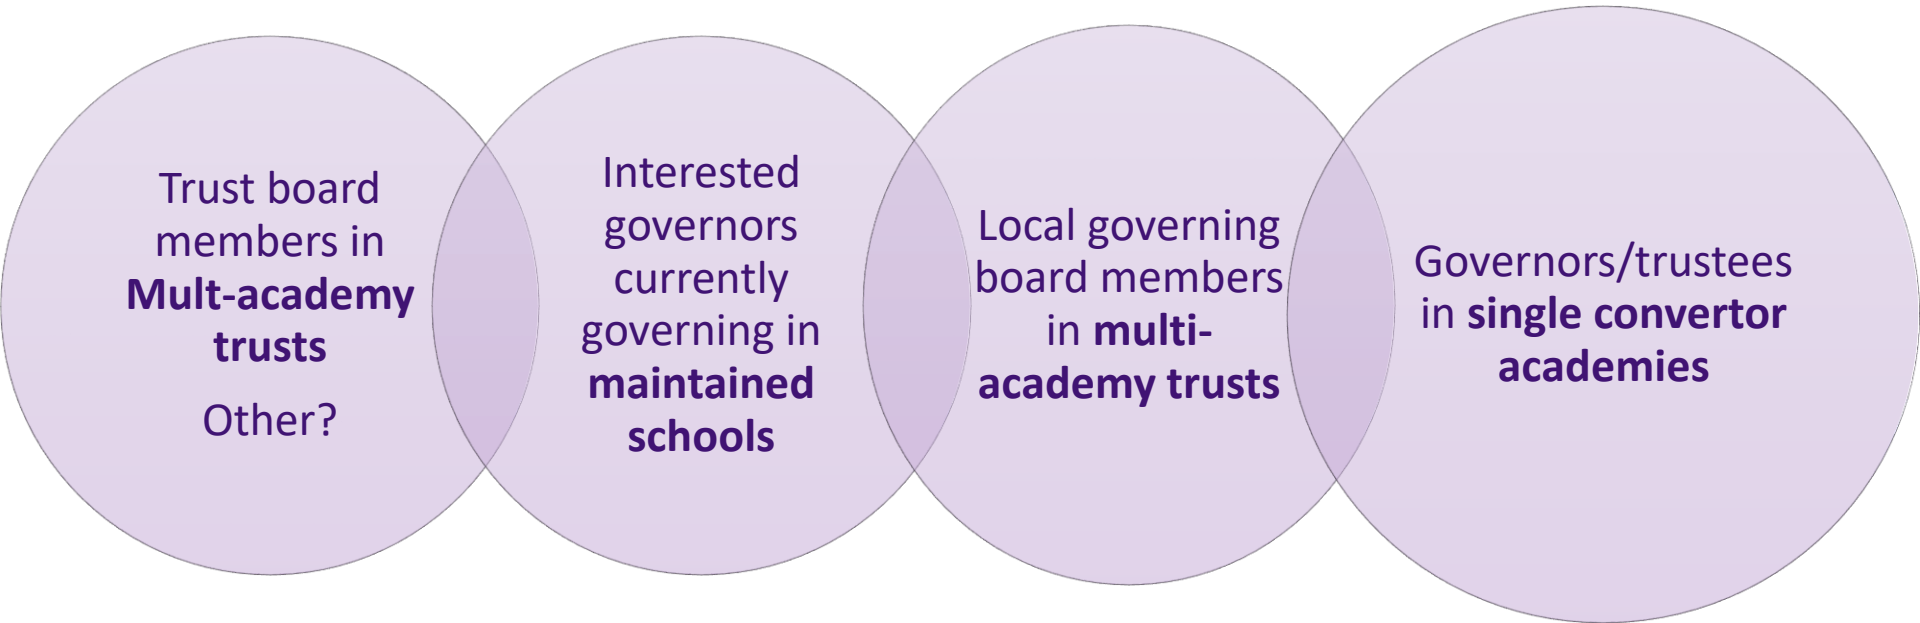 Trust board
members in
Mult-academy
trusts
Other?
Interested
governors
currently
governing in
maintained
schools
Local governing
board members
in multi-
academy trusts
Governors/trustees
in single convertor
academies